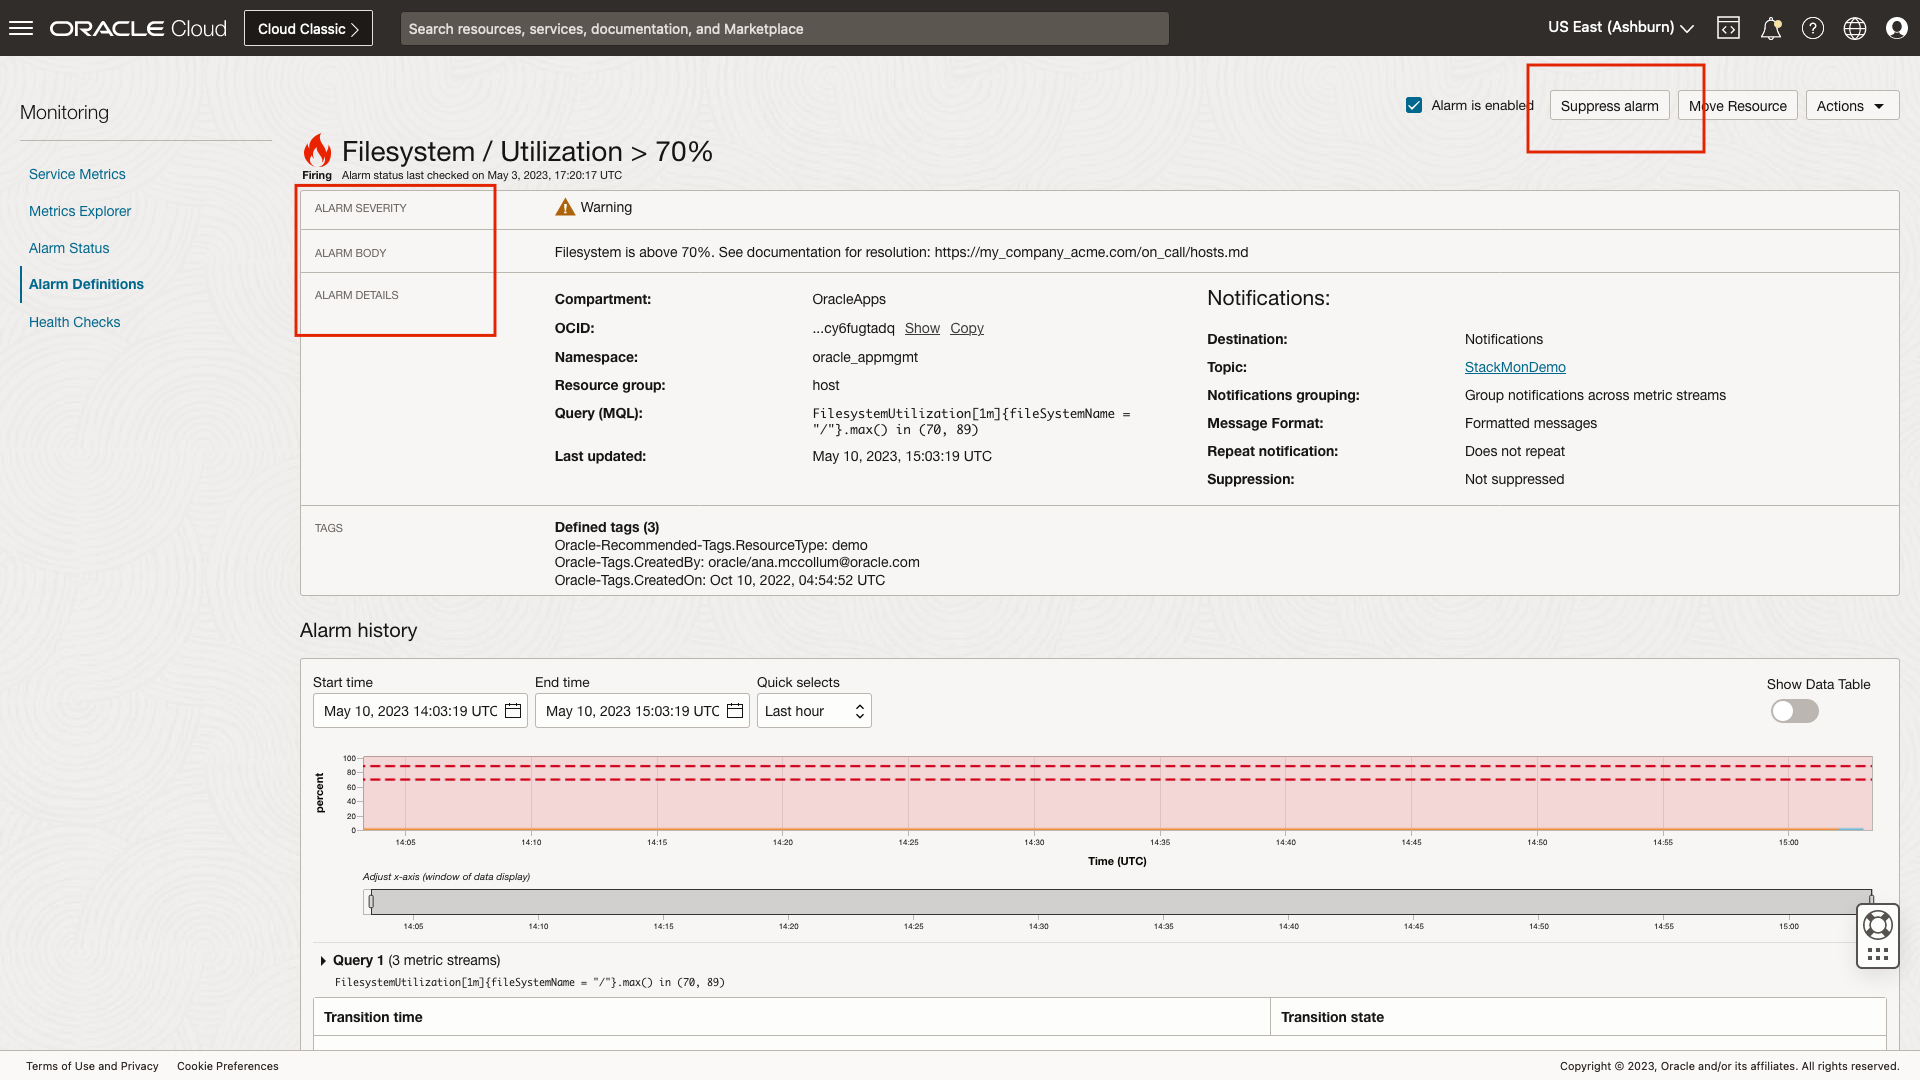 ORACLE Cloud
Cloud Classic
Search resources, services, documentation, and Marketplace
US East (Ashburn)
Monitoring
Service Metrics
Metrics Explorer
Alarm Status
Alarm Definitions
Health Checks
Alarm is enabled
Suppress alarm
Move Resource
Actions
Filesystem / Utilization > 70%
Firing
Alarm status last checked on May 3, 2023, 17:20:17 UTC
ALARM SEVERITY
Warning
ALARM BODY
Filesystem is above 70%. See documentation for resolution: https://my_company_acme.com/on_call/hosts.md
ALARM DETAILS
Compartment: OracleApps
OCID: ...cy6fugtadq Show Copy
Namespace: oracle_appmgmt
Resource group: host
Query (MQL): FilesystemUtilization[1m]{fileSystemName =
"/"}.max() in (70, 89)
Last updated: May 10, 2023, 15:03:19 UTC
Notifications:
Destination: Notifications
Topic: StackMonDemo
Notifications grouping: Group notifications across metric streams
Message Format: Formatted messages
Repeat notification: Does not repeat
Suppression: Not suppressed
TAGS
Defined tags (3)
Oracle-Recommended-Tags.ResourceType: demo
Oracle-Tags.CreatedBy: oracle/ana.mccollum@oracle.com
Oracle-Tags.CreatedOn: Oct 10, 2022, 04:54:52 UTC
Alarm history
Start time
May 10, 2023 14:03:19 UTC
End time
May 10, 2023 15:03:19 UTC
Quick selects
Last hour
Show Data Table
percent
100
80
60
40
20
0
14:05 14:10 14:15 14:20 14:25 14:30 14:35 14:40 14:45 14:50 14:55 15:00
Time (UTC)
Adjust x-axis (window of data display)
14:05 14:10 14:15 14:20 14:25 14:30 14:35 14:40 14:45 14:50 14:55 15:00
Query 1 (3 metric streams)
FilesystemUtilization[1m]{fileSystemName = "/"}.max() in (70, 89)
Transition time
Transition state
Terms of Use and Privacy
Cookie Preferences
Copyright © 2023, Oracle and/or its affiliates. All rights reserved.